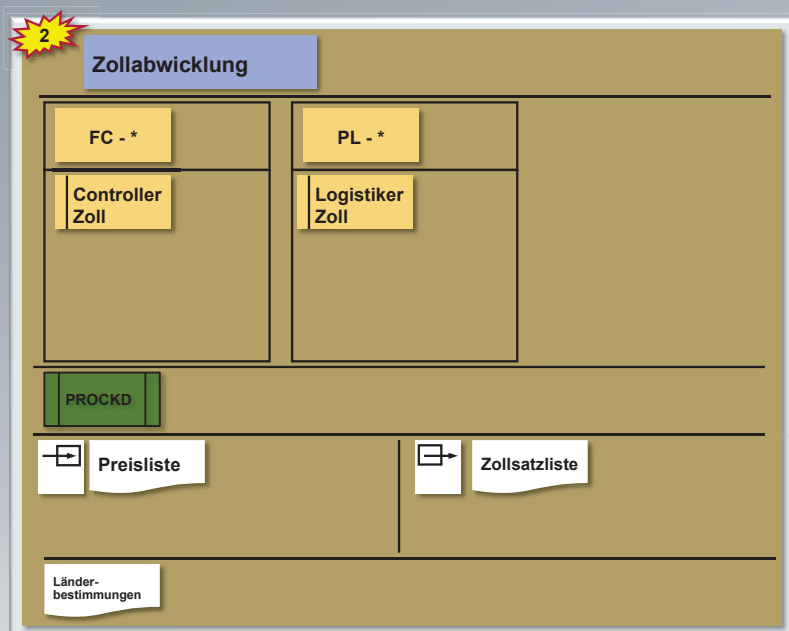 2
Zollabwicklung
FC - *
PL - *
Controller
Zoll
Logistiker
Zoll
PROCKD
Preisliste
Zollsatzliste
Länder-
bestimmungen